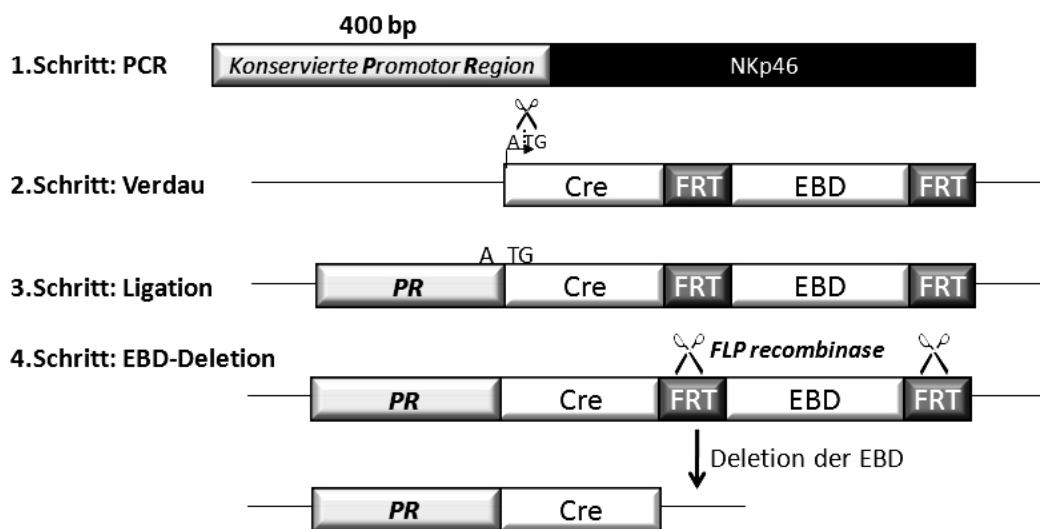 400 bp
1.Schritt: PCR Konservierte Promotor Region NKp46
ATG
2.Schritt: Verdau Cre FRT EBD FRT
A TG
3.Schritt: Ligation PR Cre FRT EBD FRT
4.Schritt: EBD-Deletion FLP recombinase
PR Cre FRT EBD FRT
Deletion der EBD
PR Cre